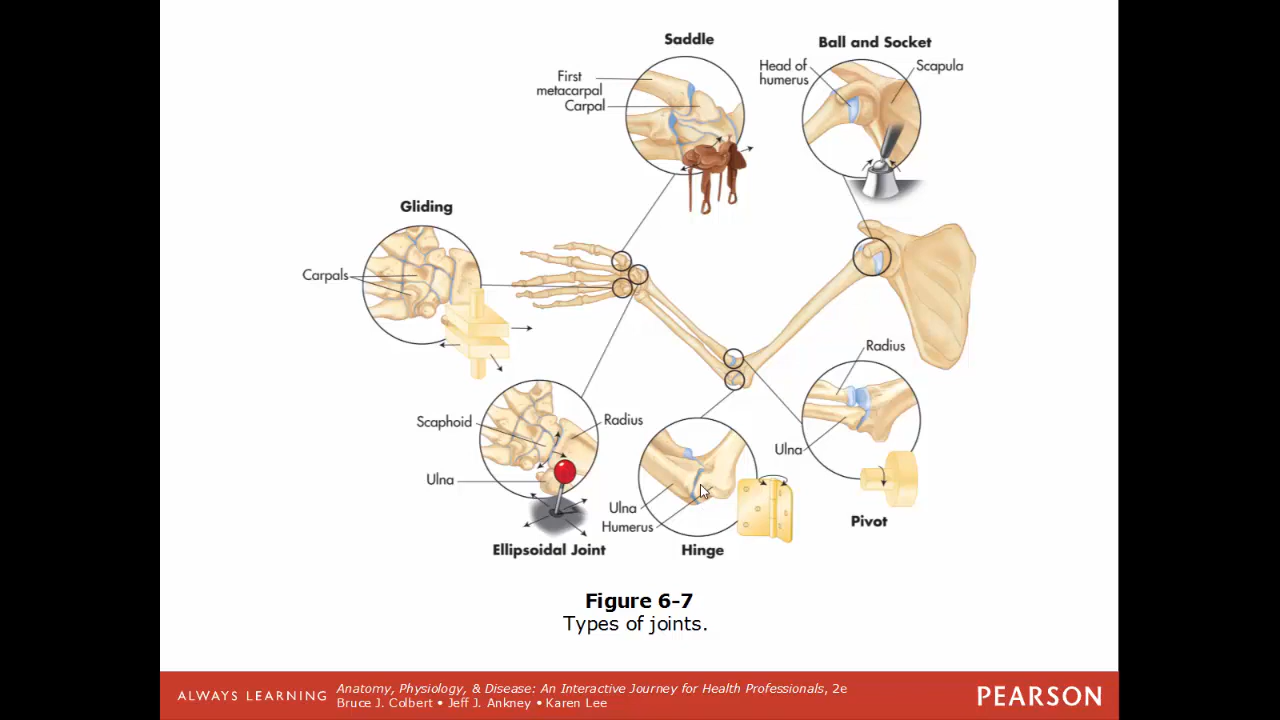 Saddle
First
metacarpal
Carpal
Ball and Socket
Head of
humerus
Scapula
Gliding
Carpals
Scaphoid
Radius
Ulna
Ellipsoidal Joint
Ulna
Humerus
Hinge
Radius
Ulna
Pivot
Figure 6-7
Types of joints.
ALWAYS LEARNING
Anatomy, Physiology, & Disease: An Interactive Journey for Health Professionals, 2e
Bruce J. Colbert • Jeff J. Ankney • Karen Lee
PEARSON